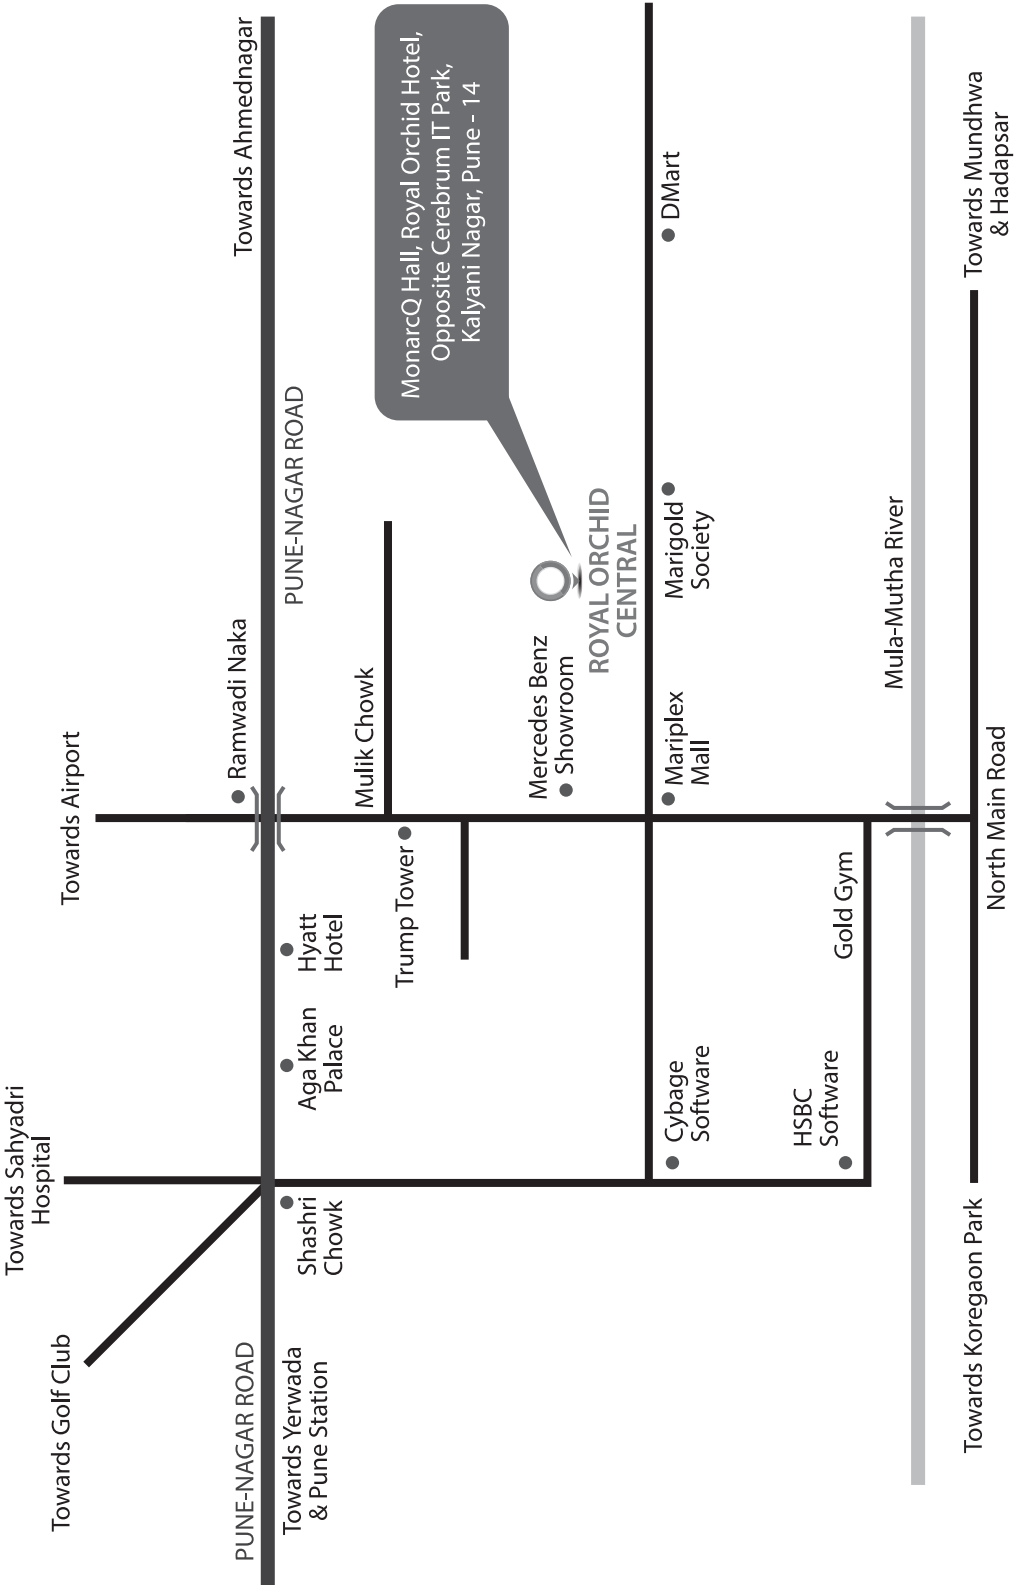 Towards Sahyadri
Hospital
Towards Golf Club
Towards Airport
PUNE-NAGAR ROAD
Ramwadi Naka
Towards Ahmednagar
Towards Yerwada
& Pune Station
Shashri
Chowk
Aga Khan
Palace
Hyatt
Hotel
PUNE-NAGAR ROAD
Mulik Chowk
Trump Tower
MonarcQ Hall, Royal Orchid Hotel,
Opposite Cerebrum IT Park,
Kalyani Nagar, Pune - 14
Mercedes Benz
Showroom
ROYAL ORCHID
CENTRAL
Cybage
Software
Mariplex
Mall
Marigold
Society
DMart
HSBC
Software
Gold Gym
Mula-Mutha River
Towards Koregaon Park
North Main Road
Towards Mundhwa
& Hadapsar